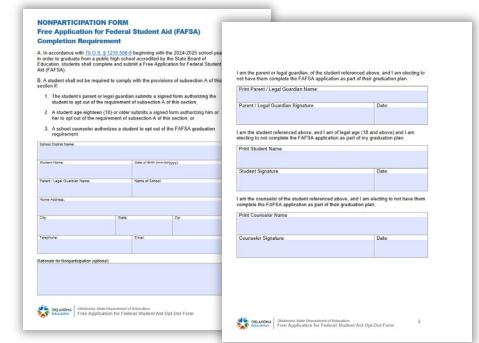 NONPARTICIPATION FORM
Free Application for Federal Student Aid (FAFSA)
Completion Requirement
A. In accordance with 70 O.S. § 1210.508-6 beginning with the 2024-2025 school-year
in order to graduate from a public high school accredited by the State Board of
Education, students shall complete and submit a Free Application for Federal Student
Aid (FAFSA).
B. A student shall not be required to comply with the provisions of subsection A of this
section if:
1. The student's parent or legal guardian submits a signed form authorizing the
student to opt out of the requirement of subsection A of this section;
2. A student age eighteen (18) or older submits a signed form authorizing him or
her to opt out of the requirement of subsection A of this section; or
3. A school counselor authorizes a student to opt out of the FAFSA graduation
requirement
School District Name:
Student Name:
Date of Birth (mm/dd/yyyy):
Parent / Legal Guardian Name:
Name of School:
Home Address:
City:
State:
Zip:
Telephone:
Email:
Rationale for Nonparticipation (optional):
OKLAHOMA
Education
Oklahoma State Department of Education
Free Application for Federal Student Aid Opt-Out Form
I am the parent or legal guardian, of the student referenced above, and I am electing to
not have them complete the FAFSA application as part of their graduation plan.
Print Parent / Legal Guardian Name:
Parent / Legal Guardian Signature:
Date:
I am the student referenced above, and I am of legal age (18 and above) and I am
electing to not complete the FAFSA application as part of my graduation plan.
Print Student Name:
Student Signature:
Date:
I am the counselor of the student referenced above, and I am electing to not have them
complete the FAFSA application as part of their graduation plan.
Print Counselor Name:
Counselor Signature:
Date:
OKLAHOMA
Education
Oklahoma State Department of Education
Free Application for Federal Student Aid Opt-Out Form
2